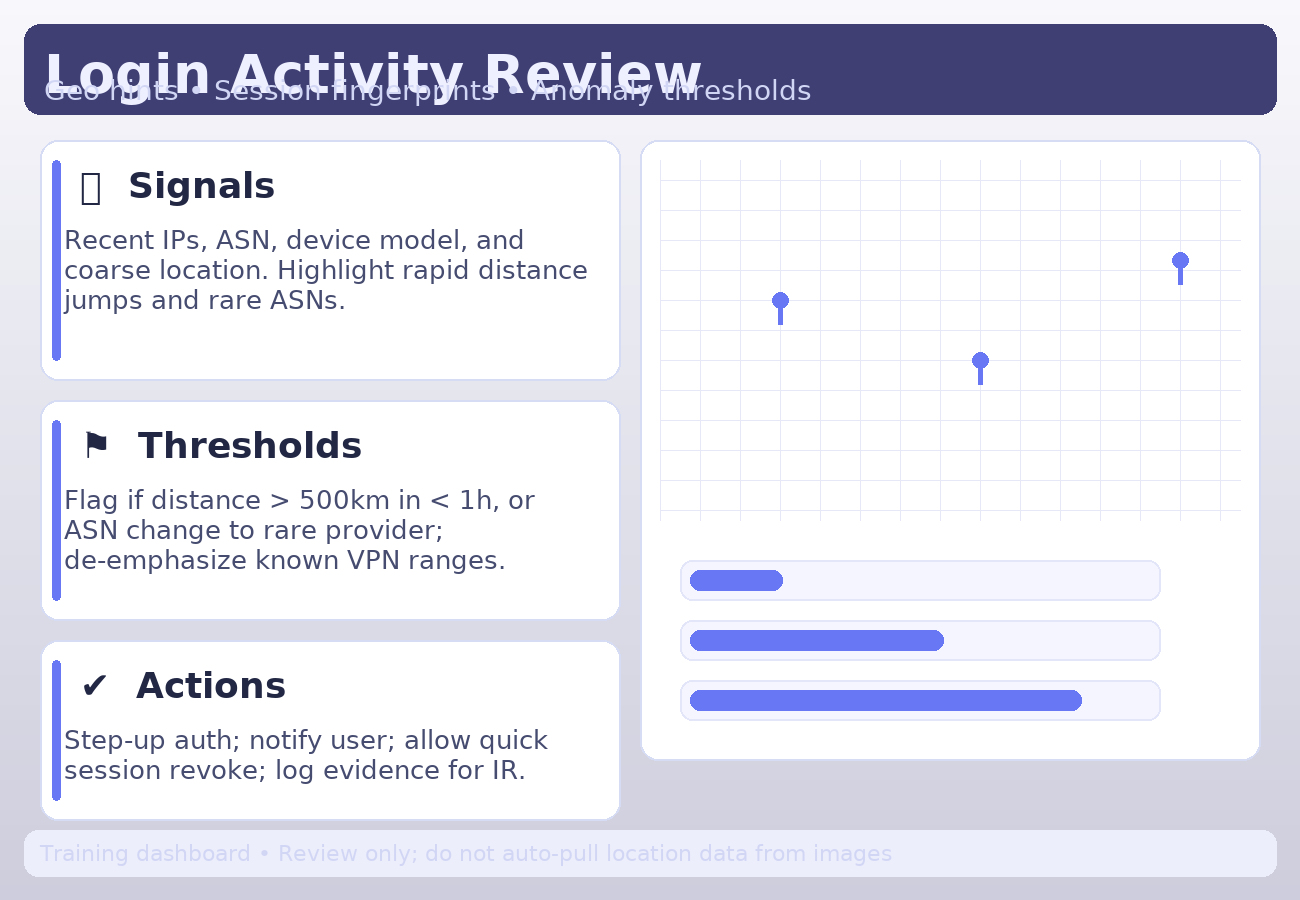 Login Activity Review
Geo hints • Session fingerprints • Anomaly thresholds
Signals
Recent IPs, ASN, device model, and
coarse location. Highlight rapid distance
jumps and rare ASNs.
⚑ Thresholds
Flag if distance > 500km in < 1h, or
ASN change to rare provider;
de-emphasize known VPN ranges.
✔ Actions
Step-up auth; notify user; allow quick
session revoke; log evidence for IR.
Training dashboard • Review only; do not auto-pull location data from images